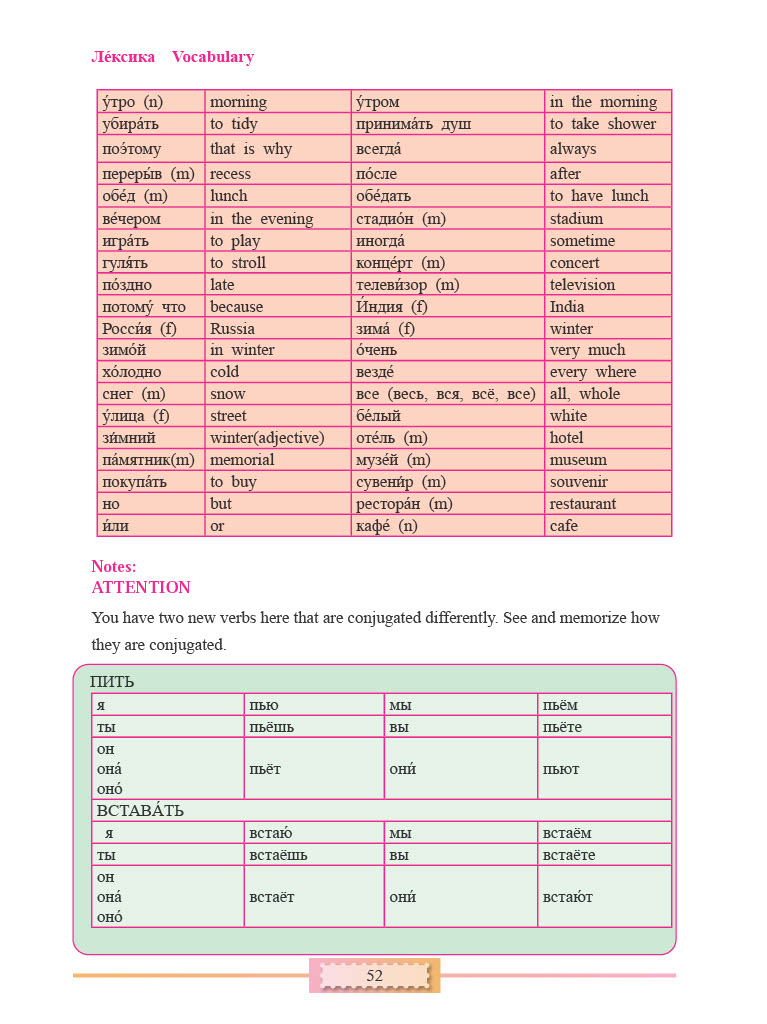 Ле́ксика Vocabulary
у́тро (n) morning у́тром in the morning
убира́ть to tidy принима́ть душ to take shower
поэ́тому that is why всегда́ always
переры́в (m) recess по́сле after
обе́д (m) lunch обе́дать to have lunch
ве́чером in the evening стадио́н (m) stadium
игра́ть to play иногда́ sometime
гуля́ть to stroll конце́рт (m) concert
по́здно late телеви́зор (m) television
потому́ что because И́ндия (f) India
Росси́я (f) Russia зима́ (f) winter
зимо́й in winter о́чень very much
хо́лодно cold везде́ every where
снег (m) snow все (весь, вся, всё, все) all, whole
у́лица (f) street бе́лый white
зи́мний winter(adjective) оте́ль (m) hotel
па́мятник(m) memorial музе́й (m) museum
покупа́ть to buy сувени́р (m) souvenir
но but рестора́н (m) restaurant
и́ли or кафе́ (n) cafe
Notes:
ATTENTION
You have two new verbs here that are conjugated differently. See and memorize how
they are conjugated.
ПИТЬ
я пью мы пьём
ты пьёшь вы пьёте
он
она́ пьёт они́ пьют
оно́
ВСТАВА́ТЬ
я встаю́ мы встаём
ты встаёшь вы встаёте
он
она́ встаёт они́ встаю́т
оно́
52